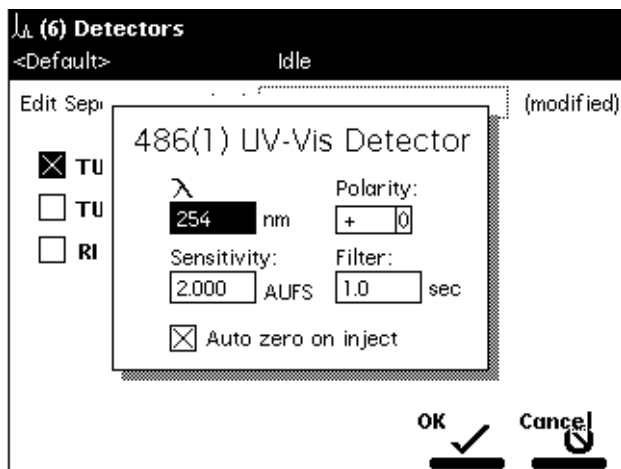 (6) Detectors
<Default> Idle
Edit Sep (modified)
486(1) UV-Vis Detector
TU
TU
RI
λ Polarity:
254 nm + 0
Sensitivity: Filter:
2.000 AUFS 1.0 sec
Auto zero on inject
OK Cancel